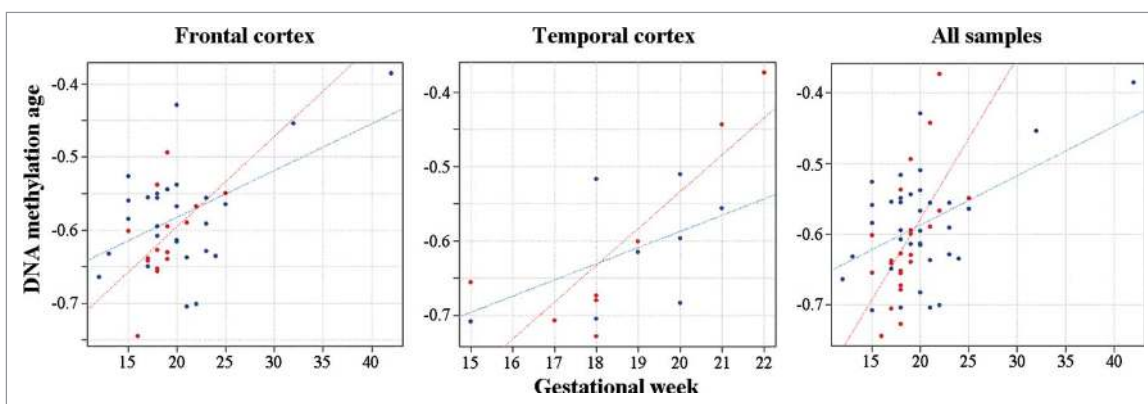 Frontal cortex
Temporal cortex
All samples
DNA methylation age
-0.4
-0.5
-0.6
-0.7
15 20 25 30 35 40
-0.4
-0.5
-0.6
-0.7
15 16 17 18 19 20 21 22
-0.4
-0.5
-0.6
-0.7
15 20 25 30 35 40
Gestational week